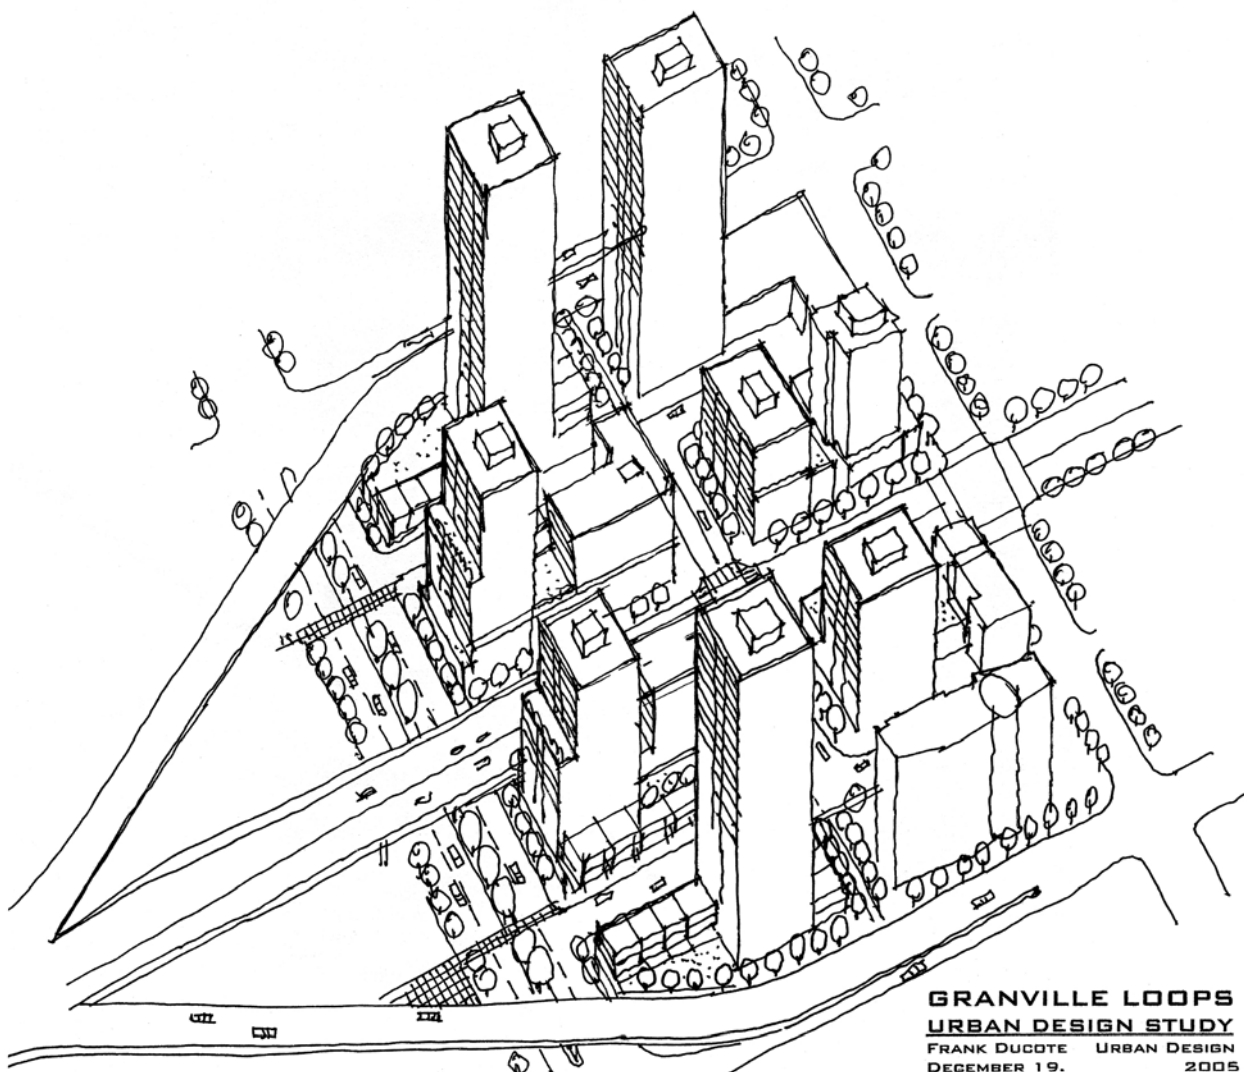 GRANVILLE LOOPS
URBAN DESIGN STUDY
FRANK DUCOTE URBAN DESIGN
DECEMBER 19. 2005